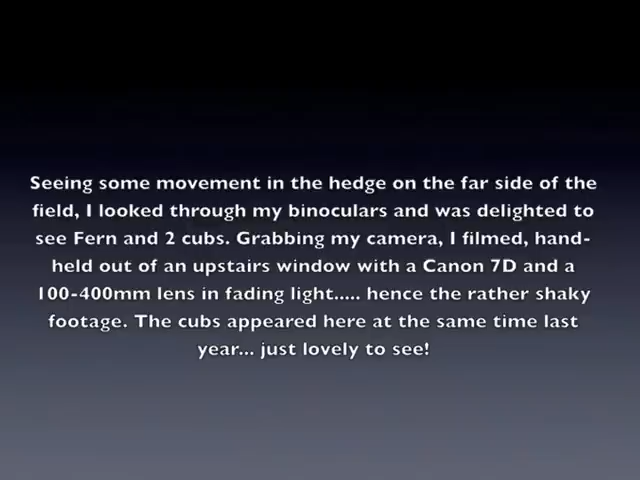 Seeing some movement in the hedge on the far side of the
field, I looked through my binoculars and was delighted to
see Fern and 2 cubs. Grabbing my camera, I filmed, hand-
held out of an upstairs window with a Canon 7D and a
100-400mm lens in fading light..... hence the rather shaky
footage. The cubs appeared here at the same time last
year... just lovely to see!